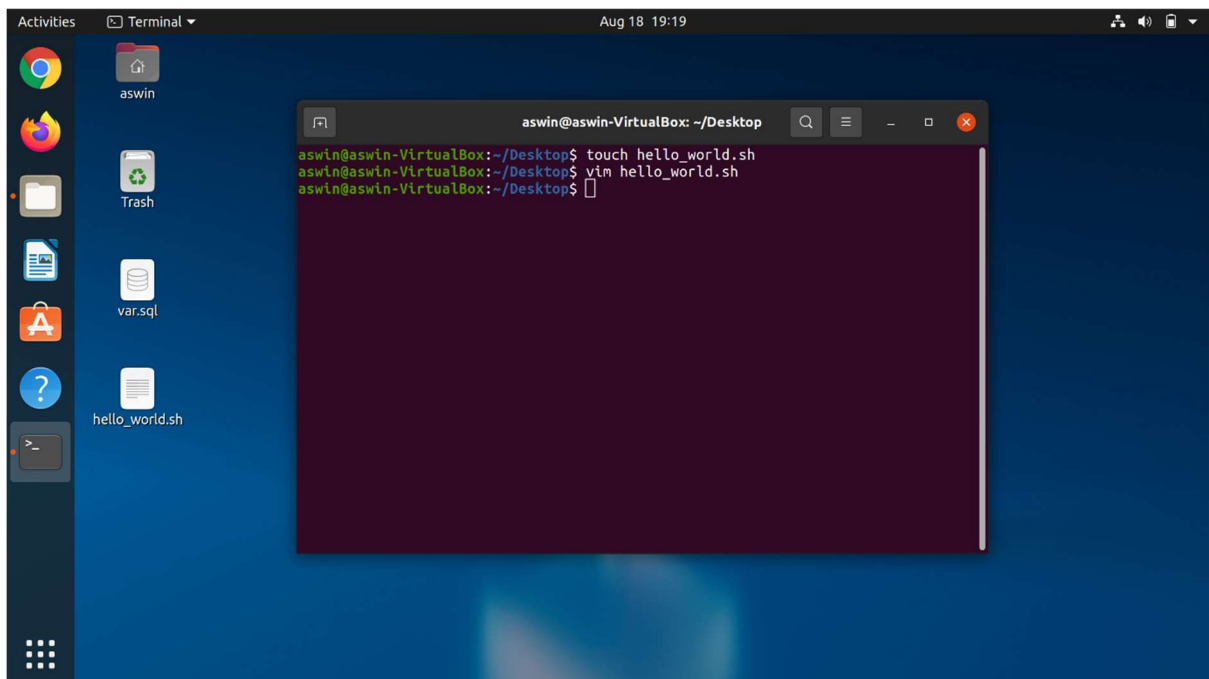 Activities Terminal Aug 18 19:19
aswin
Trash
var.sql
hello_world.sh
aswin@aswin-VirtualBox: ~/Desktop
aswin@aswin-VirtualBox:~/Desktop$ touch hello_world.sh
aswin@aswin-VirtualBox:~/Desktop$ vim hello_world.sh
aswin@aswin-VirtualBox:~/Desktop$